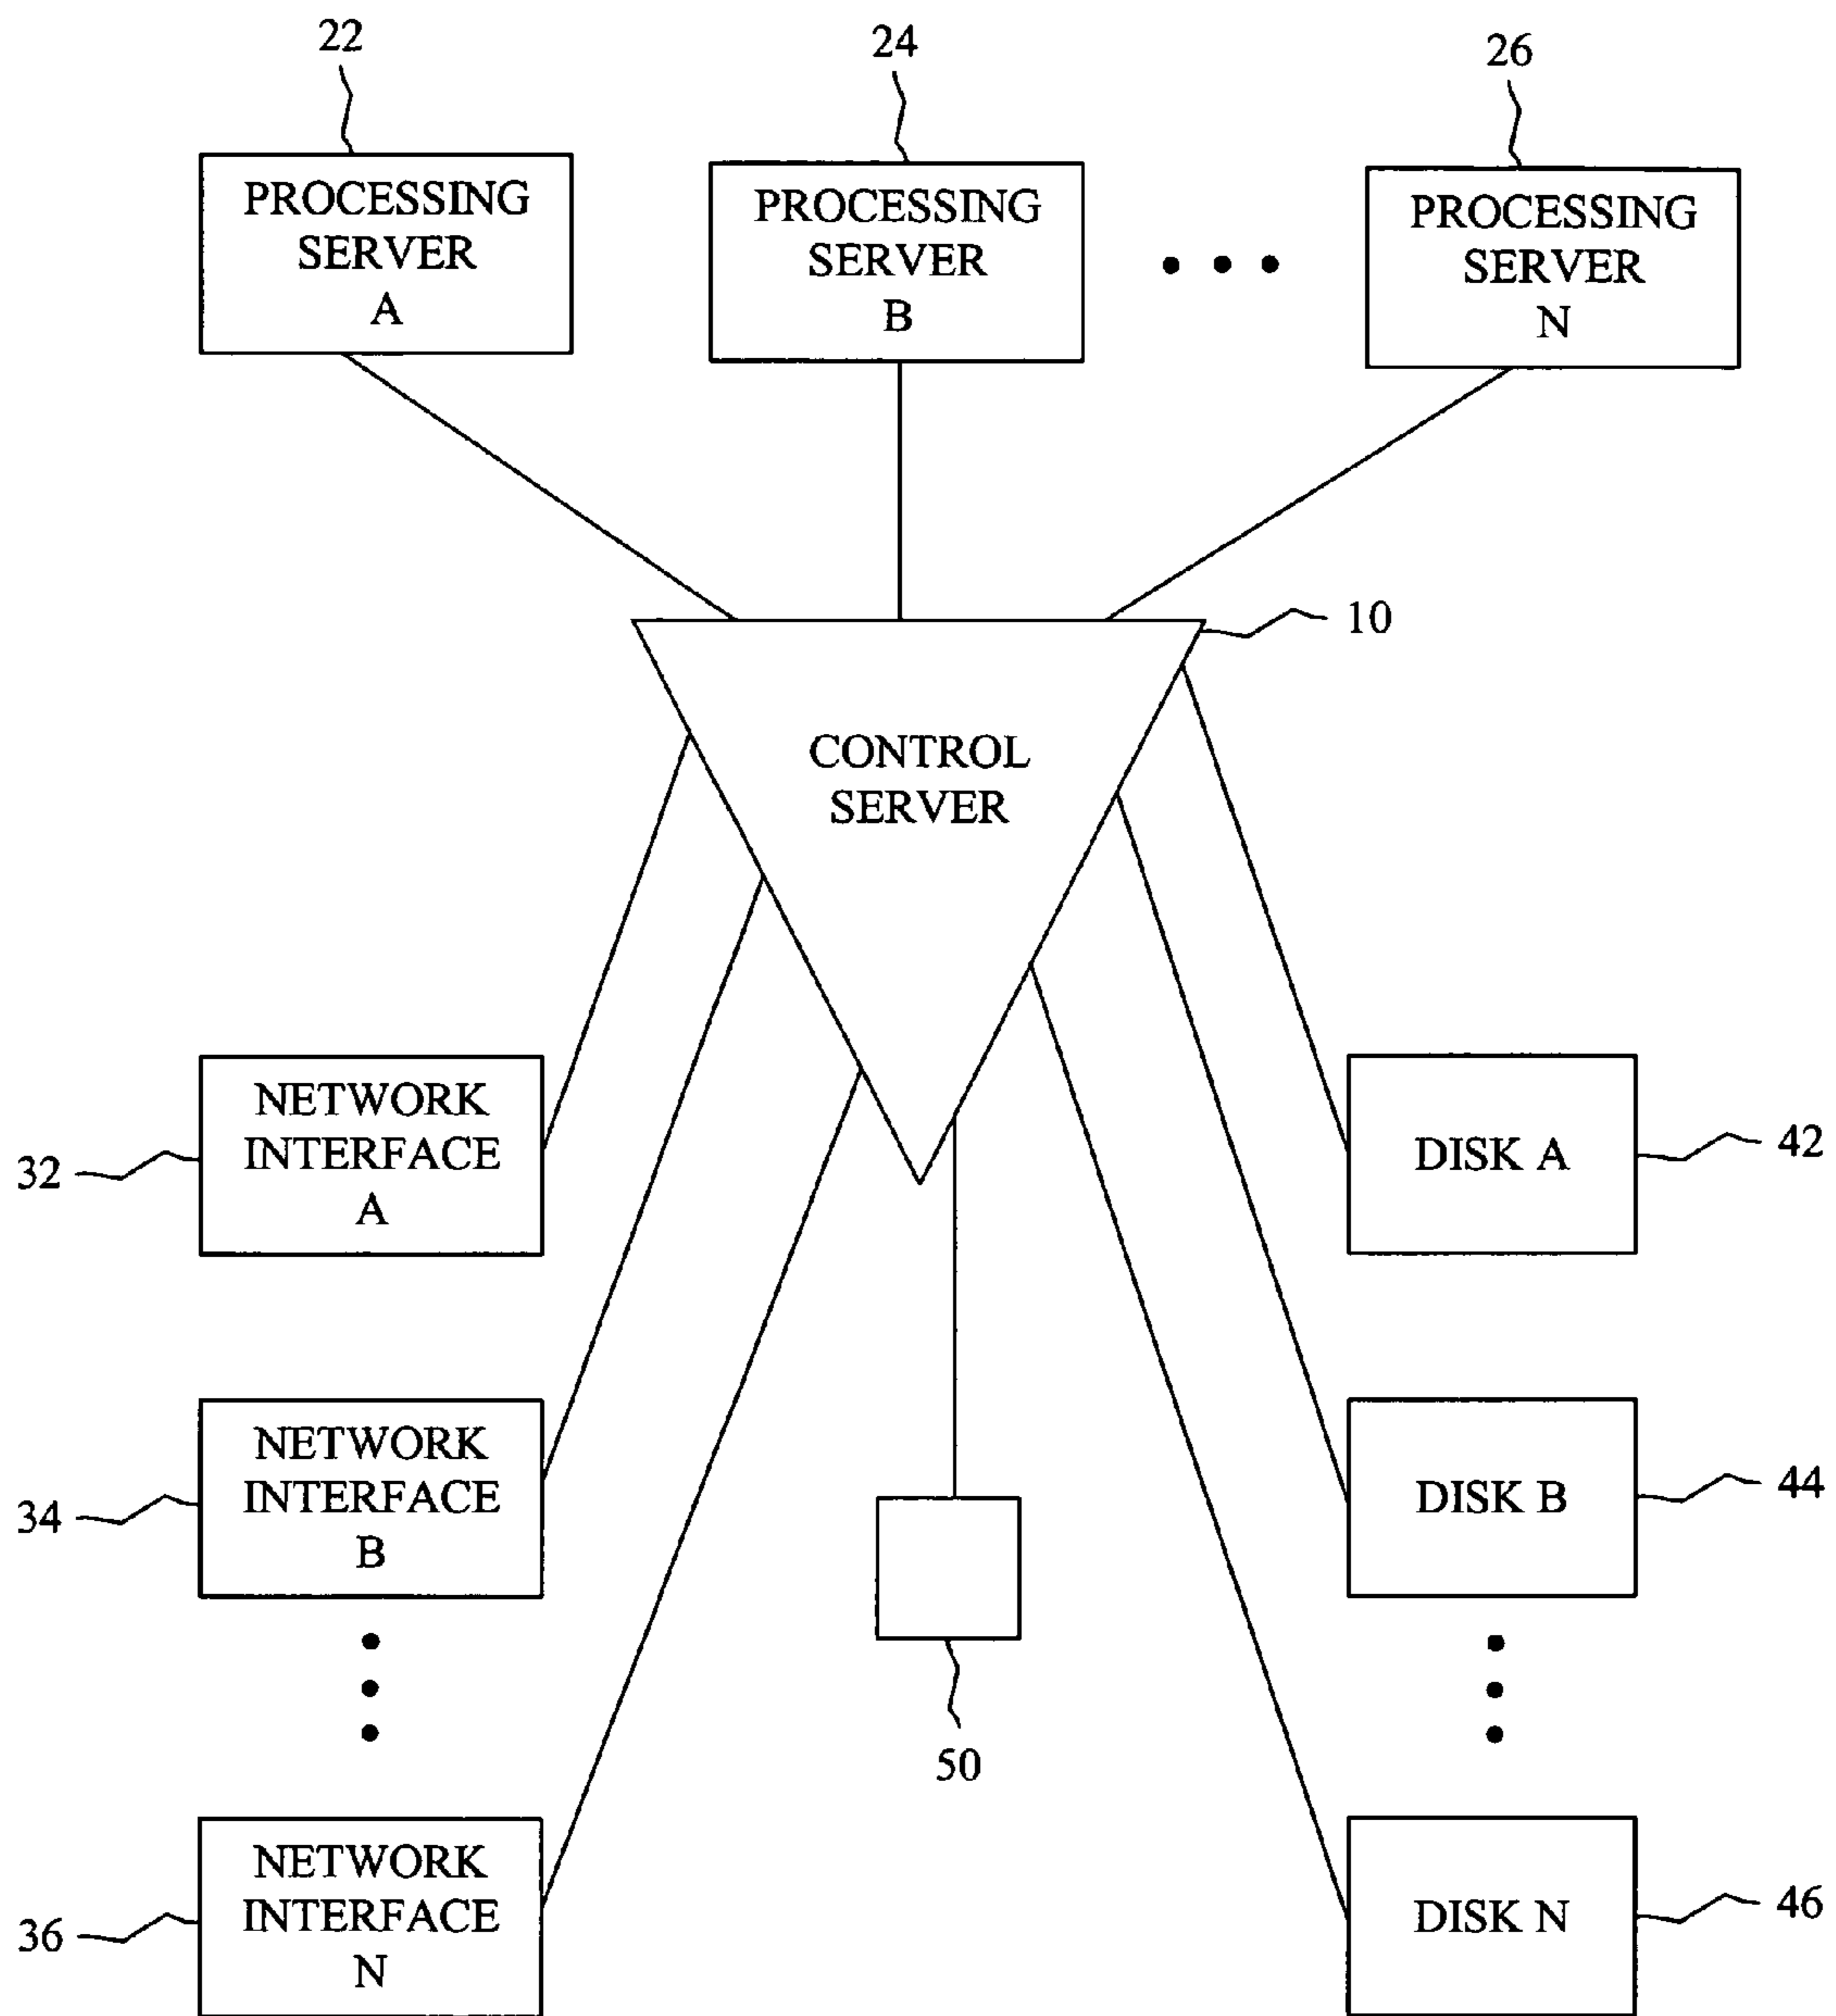 22
24
26
PROCESSING
SERVER
A
PROCESSING
SERVER
B
PROCESSING
SERVER
N
10
CONTROL
SERVER
NETWORK
INTERFACE
A
32
DISK A
42
NETWORK
INTERFACE
B
34
DISK B
44
50
NETWORK
INTERFACE
N
36
DISK N
46